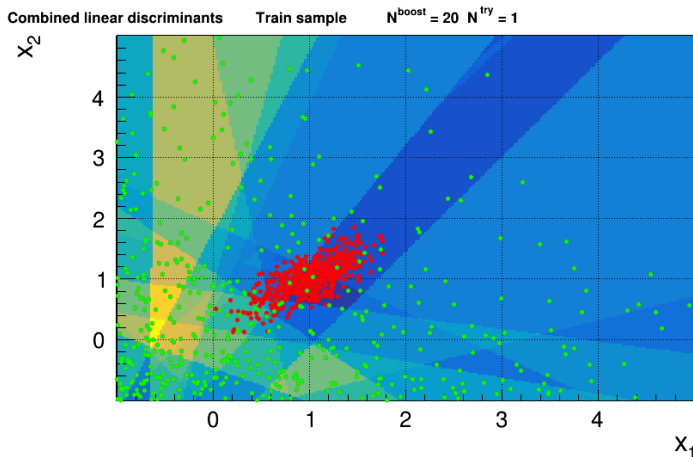 Combined linear discriminants Train sample N^boost = 20 N^try = 1
X₂
4
3
2
1
0
0 1 2 3 4
X₁